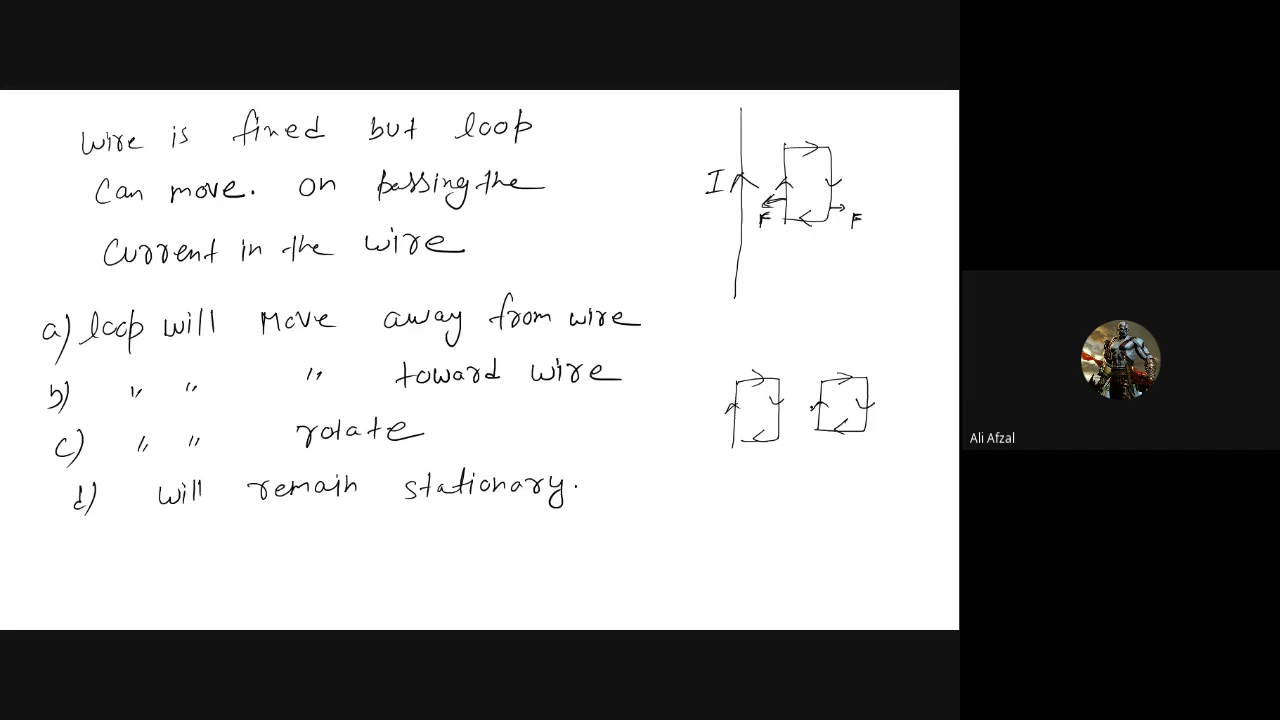 wire is fixed but loop
can move. on passing the
current in the wire
a) loop will move away from wire
b) " " " toward wire
c) " " rotate
d) will remain stationary.
I
F F
Ali Afzal